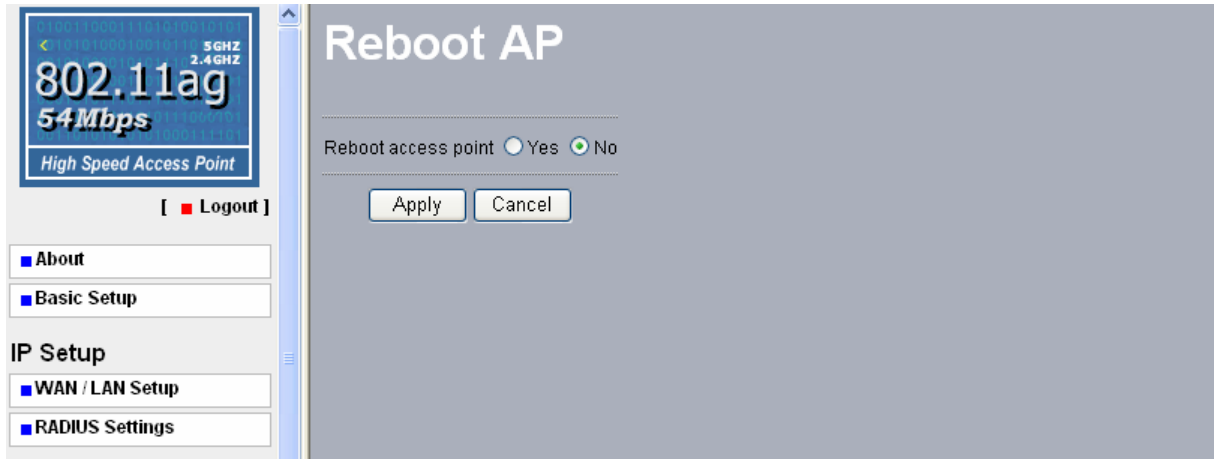 5GHZ
2.4GHZ
802.11ag
54Mbps
High Speed Access Point
[ Logout ]
About
Basic Setup
IP Setup
WAN / LAN Setup
RADIUS Settings
Reboot AP
Reboot access point Yes No
Apply Cancel